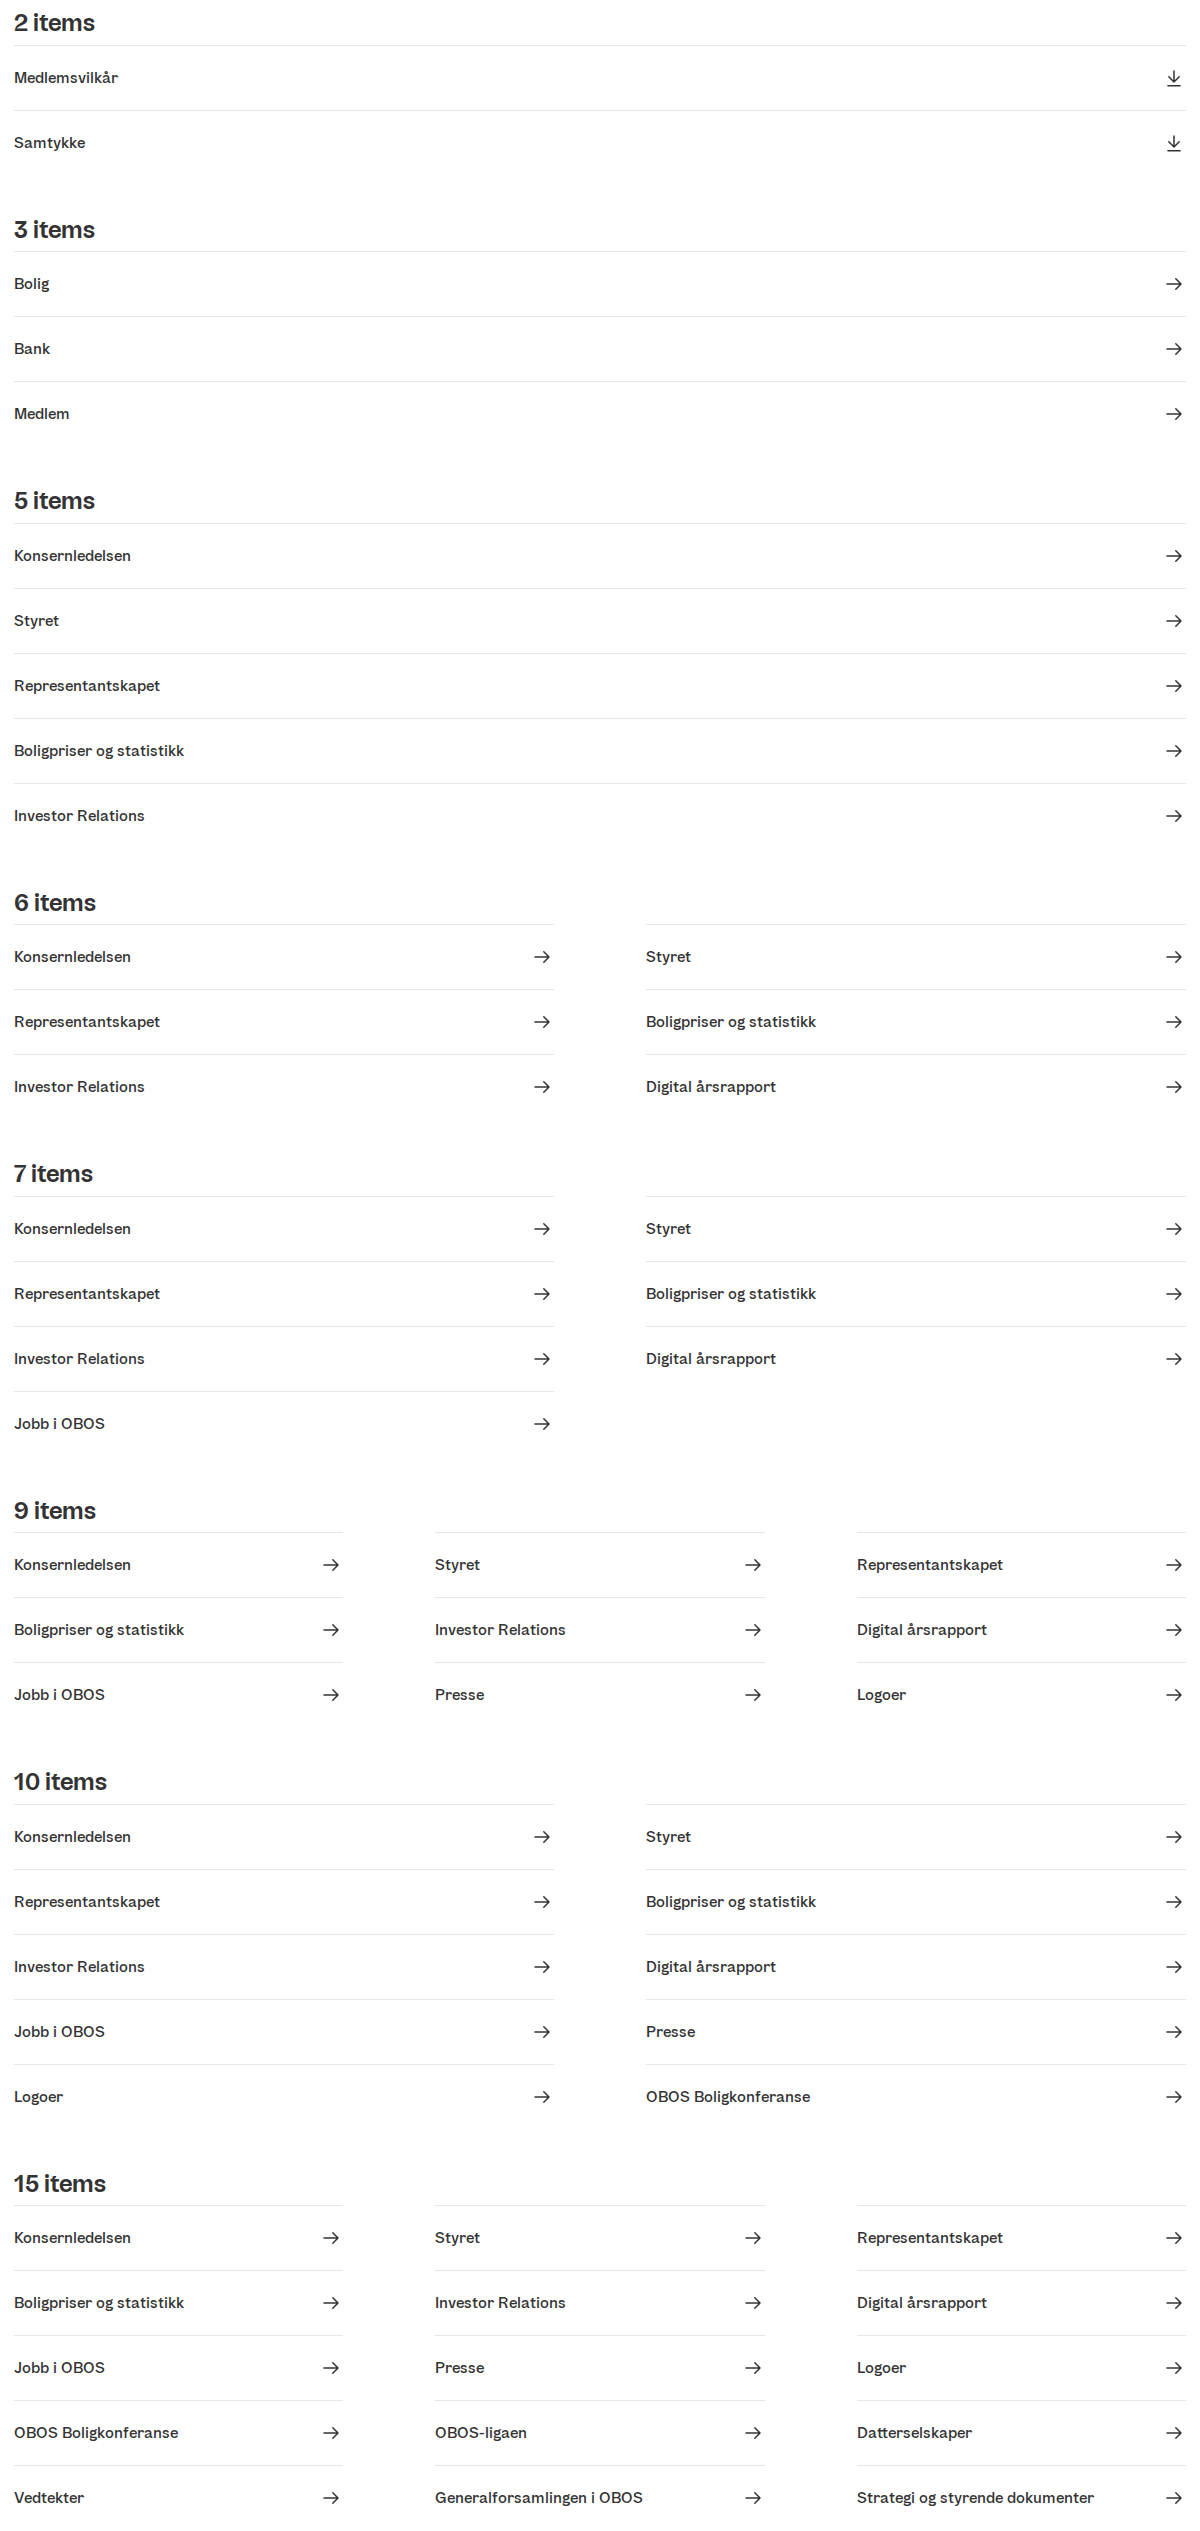 2 items
Medlemsvilkår
Samtykke
3 items
Bolig
Bank
Medlem
5 items
Konsernledelsen
Styret
Representantskapet
Boligpriser og statistikk
Investor Relations
6 items
Konsernledelsen
Styret
Representantskapet
Boligpriser og statistikk
Investor Relations
Digital årsrapport
7 items
Konsernledelsen
Styret
Representantskapet
Boligpriser og statistikk
Investor Relations
Digital årsrapport
Jobb i OBOS
9 items
Konsernledelsen
Styret
Representantskapet
Boligpriser og statistikk
Investor Relations
Digital årsrapport
Jobb i OBOS
Presse
Logoer
10 items
Konsernledelsen
Styret
Representantskapet
Boligpriser og statistikk
Investor Relations
Digital årsrapport
Jobb i OBOS
Presse
Logoer
OBOS Boligkonferanse
15 items
Konsernledelsen
Styret
Representantskapet
Boligpriser og statistikk
Investor Relations
Digital årsrapport
Jobb i OBOS
Presse
Logoer
OBOS Boligkonferanse
OBOS-ligaen
Datterselskaper
Vedtekter
Generalforsamlingen i OBOS
Strategi og styrende dokumenter